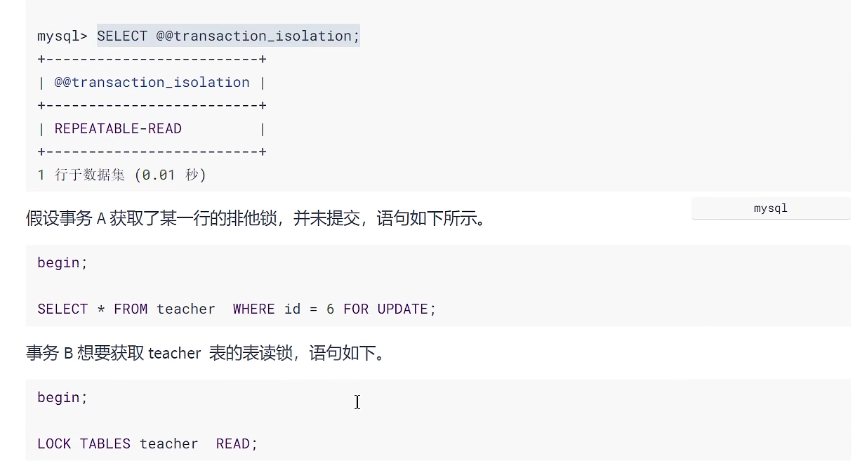 mysql> SELECT @@transaction_isolation;
+-------------------------+
| @@transaction_isolation |
+-------------------------+
| REPEATABLE-READ         |
+-------------------------+
1 行于数据集 (0.01 秒)
假设事务 A 获取了某一行的排他锁，并未提交，语句如下所示。
mysql
begin;
SELECT * FROM teacher  WHERE id = 6 FOR UPDATE;
事务 B 想要获取 teacher 表的表读锁，语句如下。
begin;
LOCK TABLES teacher  READ;